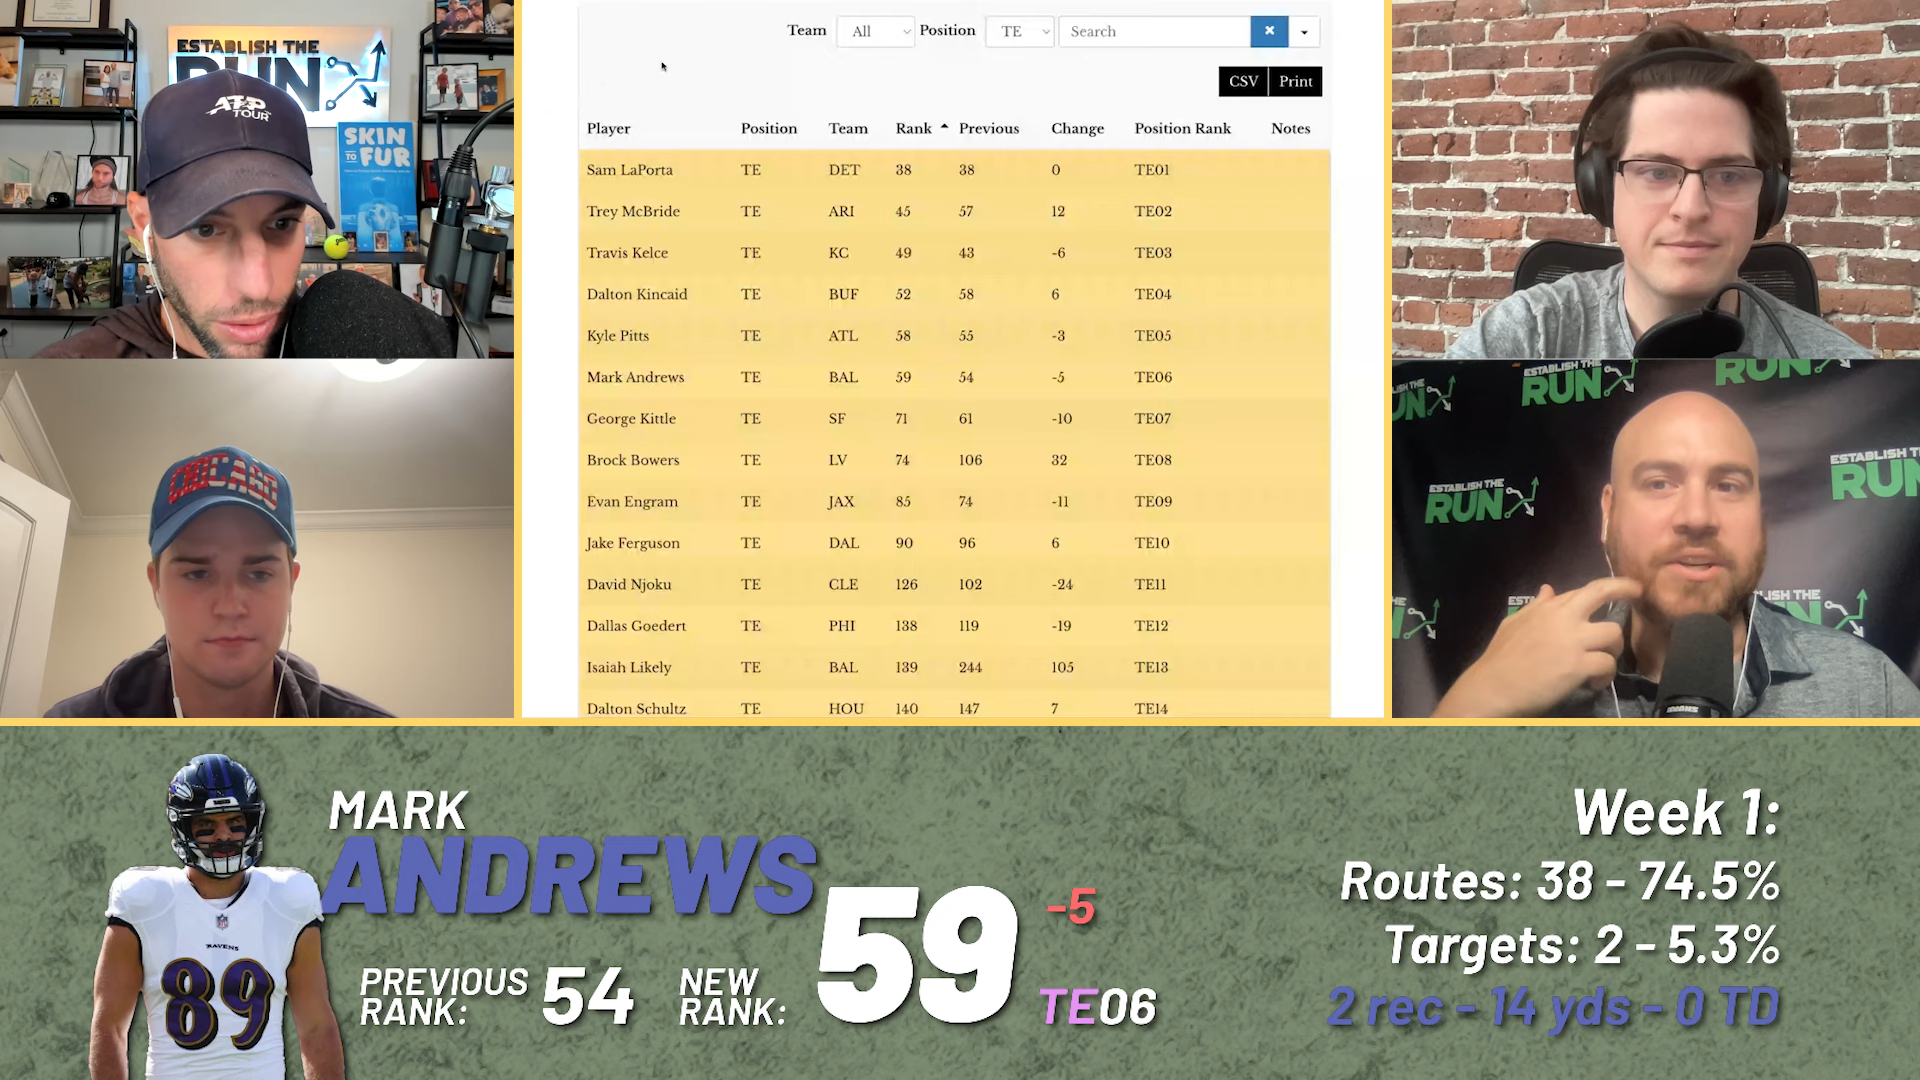 ESTABLISH THE
RUN
ATP
TOUR
SKIN
TO
FUR
CHICAGO
Team All Position TE Search
CSV Print
Player Position Team Rank Previous Change Position Rank Notes
Sam LaPorta TE DET 38 38 0 TE01
Trey McBride TE ARI 45 57 12 TE02
Travis Kelce TE KC 49 43 -6 TE03
Dalton Kincaid TE BUF 52 58 6 TE04
Kyle Pitts TE ATL 58 55 -3 TE05
Mark Andrews TE BAL 59 54 -5 TE06
George Kittle TE SF 71 61 -10 TE07
Brock Bowers TE LV 74 106 32 TE08
Evan Engram TE JAX 85 74 -11 TE09
Jake Ferguson TE DAL 90 96 6 TE10
David Njoku TE CLE 126 102 -24 TE11
Dallas Goedert TE PHI 138 119 -19 TE12
Isaiah Likely TE BAL 139 244 105 TE13
Dalton Schultz TE HOU 140 147 7 TE14
ESTABLISH THE
RUN
RUN
ESTABLISH THE
RUN
ESTABLISH T
RUN
MARK
ANDREWS
PREVIOUS
RANK: 54
NEW
RANK: 59
-5
TE06
RAVENS
89
Week 1:
Routes: 38 - 74.5%
Targets: 2 - 5.3%
2 rec - 14 yds - 0 TD